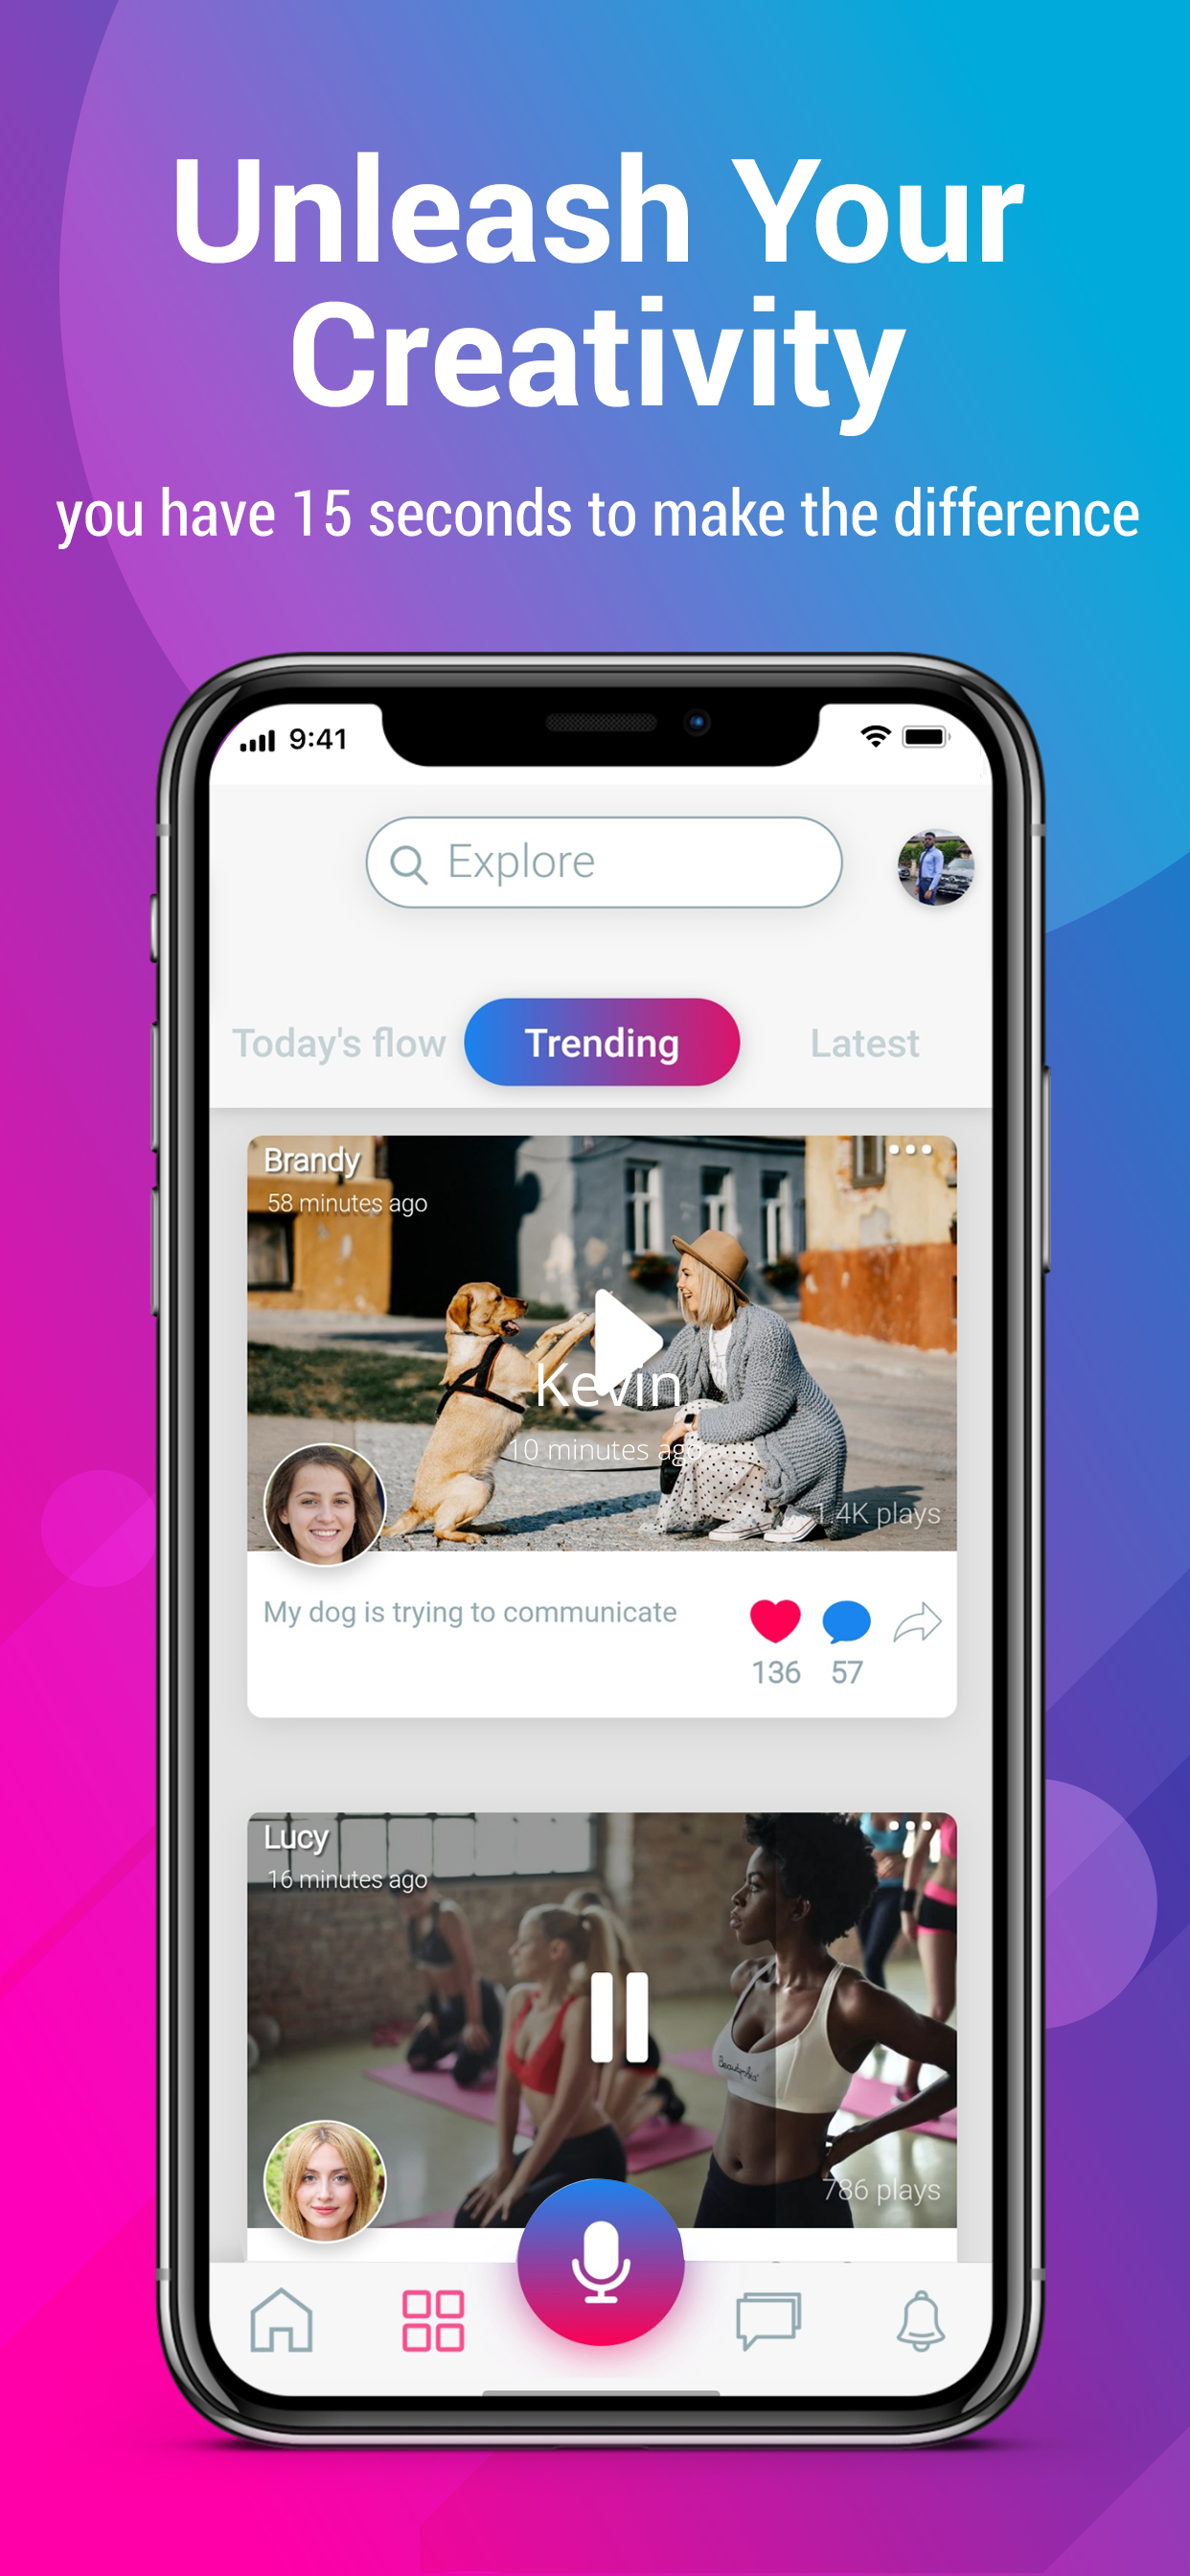 Unleash Your
Creativity
you have 15 seconds to make the difference
9:41
Explore
Today's flow
Trending
Latest
Brandy
58 minutes ago
Kevin
10 minutes ago
1.4K plays
My dog is trying to communicate
136
57
Lucy
16 minutes ago
786 plays